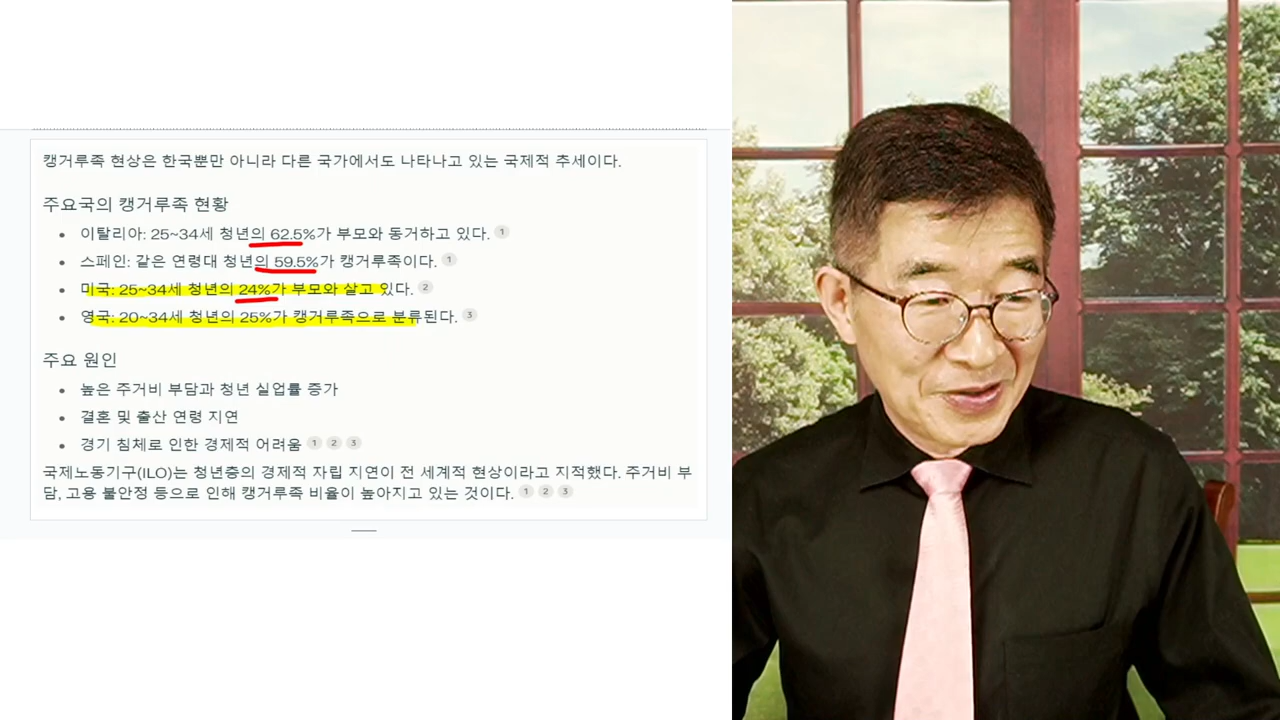 캥거루족 현상은 한국뿐만 아니라 다른 국가에서도 나타나고 있는 국제적 추세이다.
주요국의 캥거루족 현황
• 이탈리아: 25~34세 청년의 62.5%가 부모와 동거하고 있다. 1
• 스페인: 같은 연령대 청년의 59.5%가 캥거루족이다. 1
• 미국: 25~34세 청년의 24%가 부모와 살고 있다. 2
• 영국: 20~34세 청년의 25%가 캥거루족으로 분류된다. 3
주요 원인
• 높은 주거비 부담과 청년 실업률 증가
• 결혼 및 출산 연령 지연
• 경기 침체로 인한 경제적 어려움 1 2 3
국제노동기구(ILO)는 청년층의 경제적 자립 지연이 전 세계적 현상이라고 지적했다. 주거비 부
담, 고용 불안정 등으로 인해 캥거루족 비율이 높아지고 있는 것이다. 1 2 3